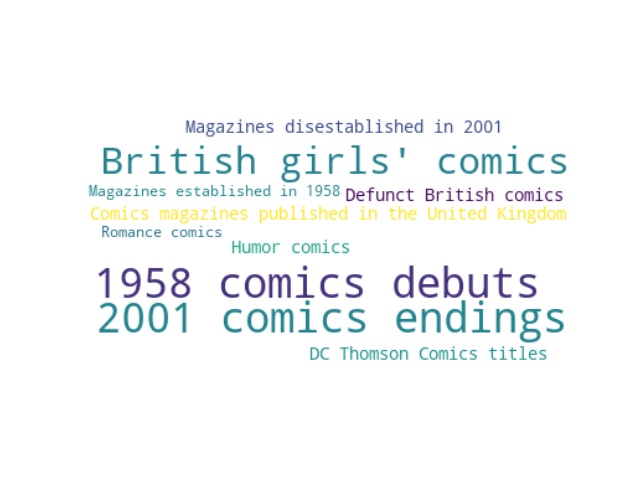 Magazines disestablished in 2001
British girls' comics
Magazines established in 1958
Defunct British comics
Comics magazines published in the United Kingdom
Romance comics
Humor comics
1958 comics debuts
2001 comics endings
DC Thomson Comics titles